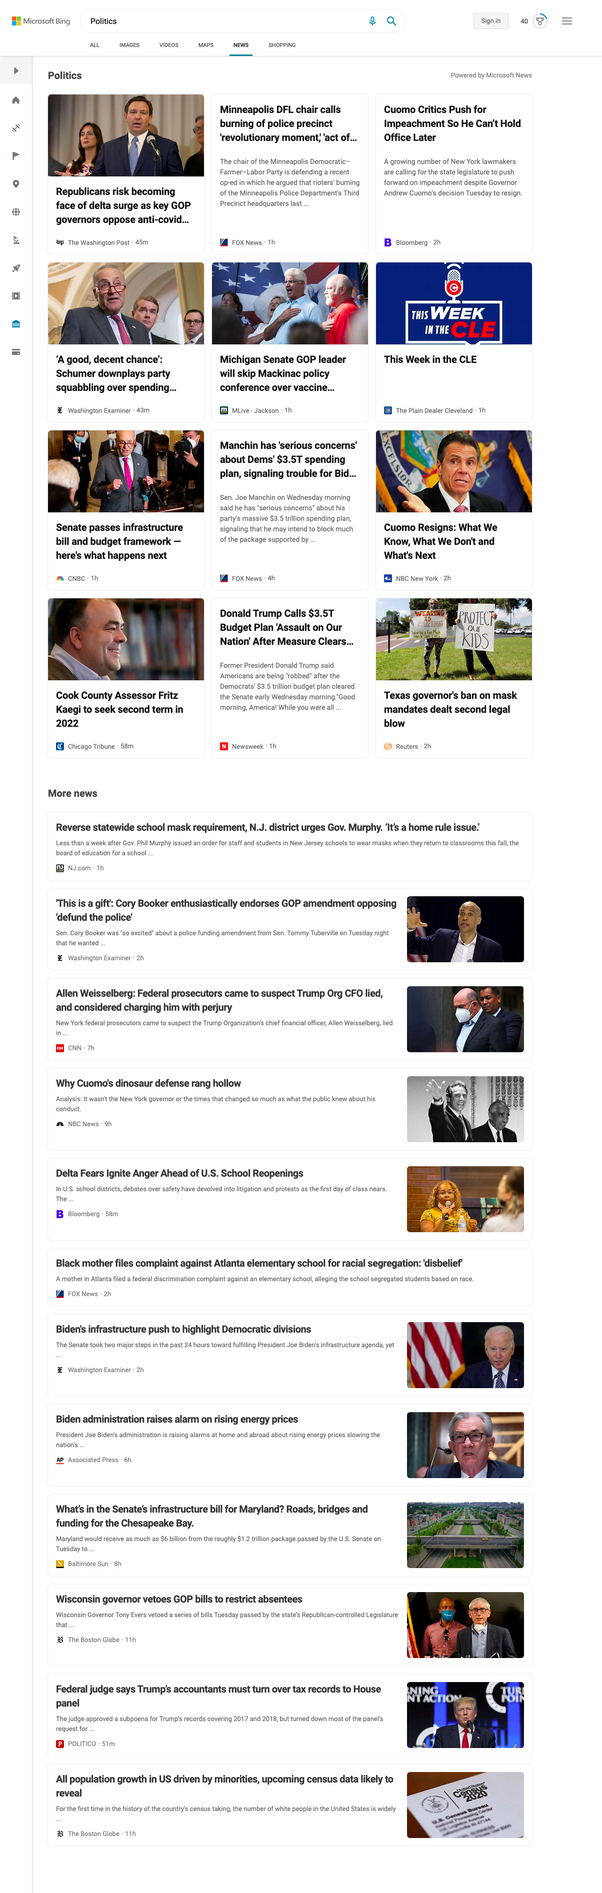 Microsoft Bing
Politics
Sign in
40
ALL
IMAGES
VIDEOS
MAPS
NEWS
SHOPPING
Politics
Powered by Microsoft News
Republicans risk becoming
face of delta surge as key GOP
governors oppose anti-covid...
The Washington Post · 45m
Minneapolis DFL chair calls
burning of police precinct
'revolutionary moment,' 'act of...
The chair of the Minneapolis Democratic–
Farmer–Labor Party is defending a recent
op-ed in which he argued that rioters' burning
of the Minneapolis Police Department's Third
Precinct headquarters last ...
FOX News · 1h
Cuomo Critics Push for
Impeachment So He Can't Hold
Office Later
A growing number of New York lawmakers
are calling for the state legislature to push
forward on impeachment despite Governor
Andrew Cuomo's decision Tuesday to resign.
Bloomberg · 2h
'A good, decent chance':
Schumer downplays party
squabbling over spending...
Washington Examiner · 43m
Michigan Senate GOP leader
will skip Mackinac policy
conference over vaccine...
MLive - Jackson · 1h
THIS WEEK
IN THE CLE
This Week in the CLE
The Plain Dealer Cleveland · 1h
Senate passes infrastructure
bill and budget framework —
here's what happens next
CNBC · 1h
Manchin has 'serious concerns'
about Dems' $3.5T spending
plan, signaling trouble for Bid...
Sen. Joe Manchin on Wednesday morning
said he has "serious concerns" about his
party's massive $3.5 trillion spending plan,
signaling that he may intend to block much
of the package supported by ...
FOX News · 4h
EXCELSIOR
Cuomo Resigns: What We
Know, What We Don't and
What's Next
NBC New York · 2h
Cook County Assessor Fritz
Kaegi to seek second term in
2022
Chicago Tribune · 58m
Donald Trump Calls $3.5T
Budget Plan 'Assault on Our
Nation' After Measure Clears...
Former President Donald Trump said
Americans are being "robbed" after the
Democrats' $3.5 trillion budget plan cleared
the Senate early Wednesday morning."Good
morning, America! While you were all ...
Newsweek · 1h
PROTECT
OUR
KIDS
Texas governor's ban on mask
mandates dealt second legal
blow
Reuters · 2h
More news
Reverse statewide school mask requirement, N.J. district urges Gov. Murphy. 'It's a home rule issue.'
Less than a week after Gov. Phil Murphy issued an order for staff and students in New Jersey schools to wear masks when they return to classrooms this fall, the
board of education for a school ...
NJ.com · 1h
'This is a gift': Cory Booker enthusiastically endorses GOP amendment opposing
'defund the police'
Sen. Cory Booker was "so excited" about a police funding amendment from Sen. Tommy Tuberville on Tuesday night
that he wanted ...
Washington Examiner · 2h
Allen Weisselberg: Federal prosecutors came to suspect Trump Org CFO lied,
and considered charging him with perjury
New York federal prosecutors came to suspect the Trump Organization's chief financial officer, Allen Weisselberg, lied
in ...
CNN · 7h
Why Cuomo's dinosaur defense rang hollow
Analysis: It wasn't the New York governor or the times that changed so much as what the public knew about his
conduct.
NBC News · 9h
Delta Fears Ignite Anger Ahead of U.S. School Reopenings
In U.S. school districts, debates over safety have devolved into litigation and protests as the first day of class nears.
The ...
Bloomberg · 58m
Black mother files complaint against Atlanta elementary school for racial segregation: 'disbelief'
A mother in Atlanta filed a federal discrimination complaint against an elementary school, alleging the school segregated students based on race.
FOX News · 2h
Biden's infrastructure push to highlight Democratic divisions
The Senate took two major steps in the past 24 hours toward fulfilling President Joe Biden's infrastructure agenda, yet
...
Washington Examiner · 2h
Biden administration raises alarm on rising energy prices
President Joe Biden's administration is raising alarms at home and abroad about rising energy prices slowing the
nation's ...
AP Associated Press · 6h
What's in the Senate's infrastructure bill for Maryland? Roads, bridges and
funding for the Chesapeake Bay.
Maryland would receive as much as $6 billion from the roughly $1.2 trillion package passed by the U.S. Senate on
Tuesday to ...
Baltimore Sun · 8h
Wisconsin governor vetoes GOP bills to restrict absentees
Wisconsin Governor Tony Evers vetoed a series of bills Tuesday passed by the state's Republican-controlled Legislature
that ...
The Boston Globe · 11h
Federal judge says Trump's accountants must turn over tax records to House
panel
The judge approved a subpoena for Trump's records covering 2017 and 2018, but turned down most of the panel's
request for ...
POLITICO · 51m
All population growth in US driven by minorities, upcoming census data likely to
reveal
For the first time in the history of the country's census taking, the number of white people in the United States is widely
...
The Boston Globe · 11h
Census
2020